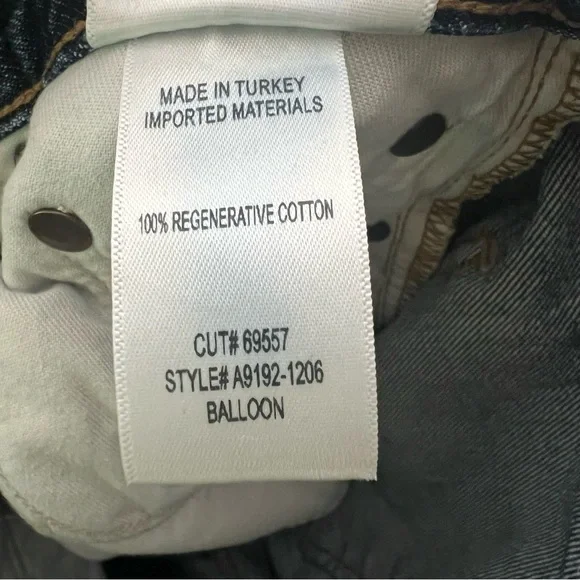 MADE IN TURKEY
IMPORTED MATERIALS
100% REGENERATIVE COTTON
CUT# 69557
STYLE# A9192-1206
BALLOON